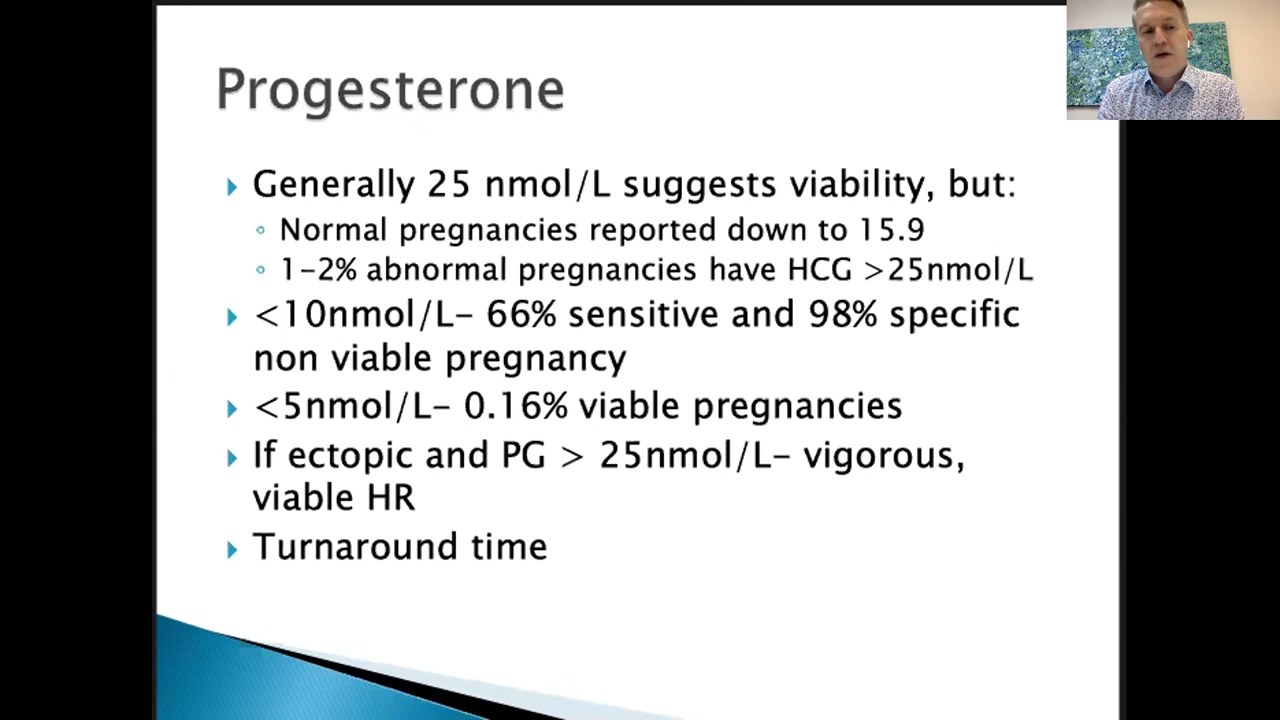 Progesterone
Generally 25 nmol/L suggests viability, but:
Normal pregnancies reported down to 15.9
1-2% abnormal pregnancies have HCG >25nmol/L
<10nmol/L- 66% sensitive and 98% specific
non viable pregnancy
<5nmol/L- 0.16% viable pregnancies
If ectopic and PG > 25nmol/L- vigorous,
viable HR
Turnaround time